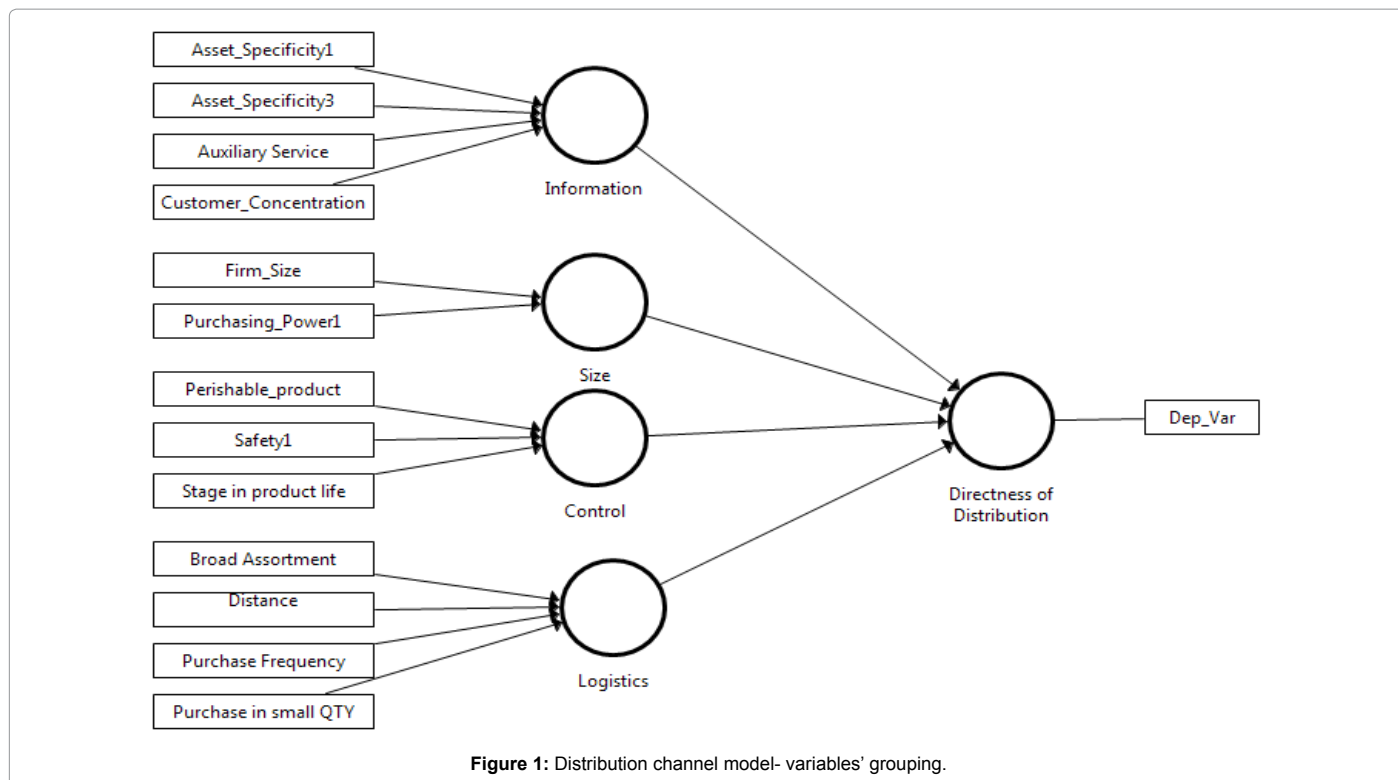 Asset_Specificity1
Asset_Specificity3
Auxiliary Service
Customer_Concentration
Information
Firm_Size
Purchasing_Power1
Size
Perishable_product
Safety1
Stage in product life
Control
Broad Assortment
Distance
Purchase Frequency
Purchase in small QTY
Logistics
Directness of
Distribution
Dep_Var
Figure 1: Distribution channel model- variables’ grouping.